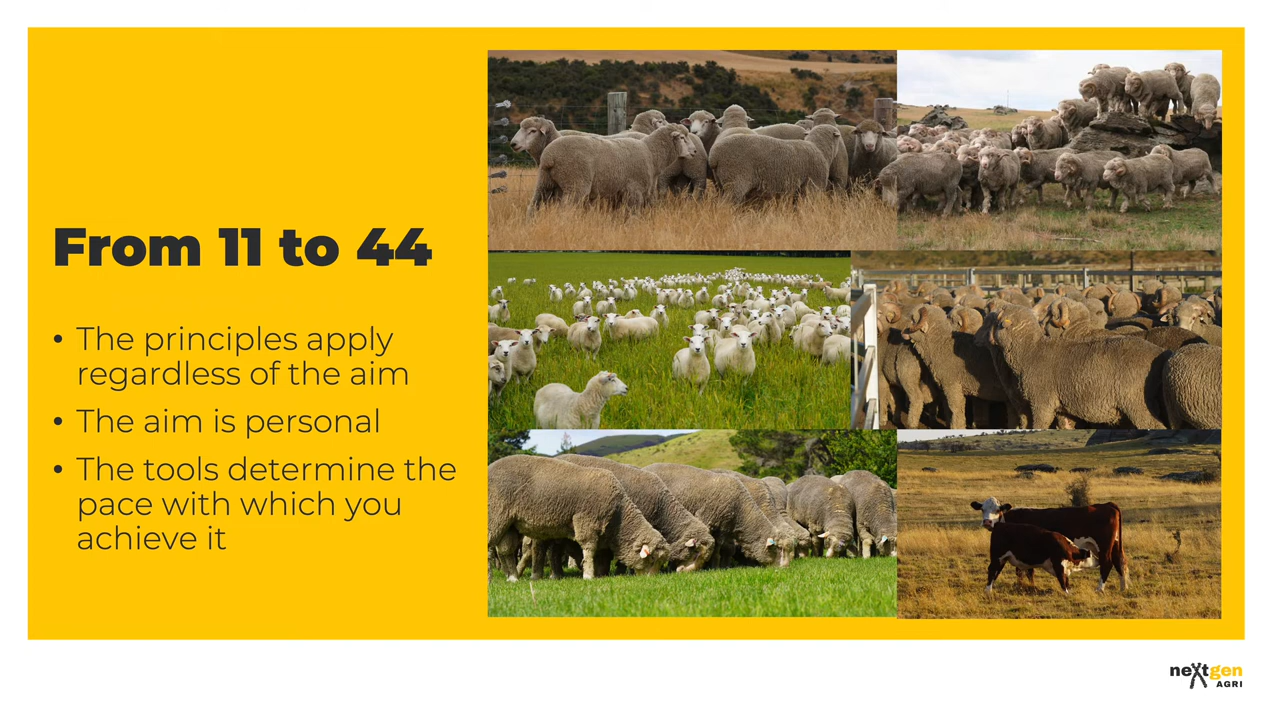 From 11 to 44
• The principles apply
regardless of the aim
• The aim is personal
• The tools determine the
pace with which you
achieve it
nextgen
AGRI